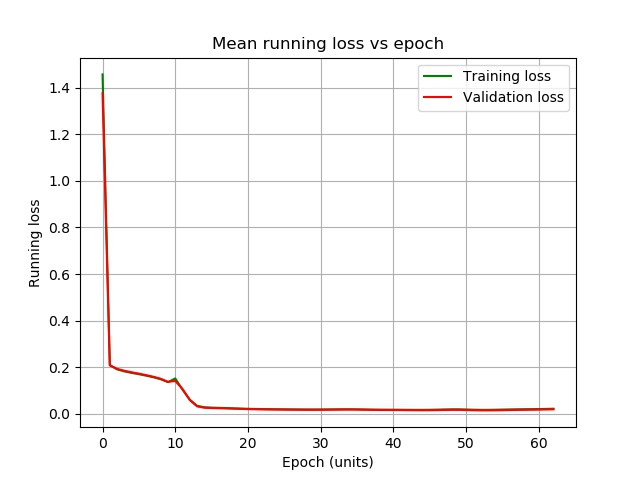 Mean running loss vs epoch
Training loss
Validation loss
1.4
1.2
1.0
0.8
0.6
0.4
0.2
0.0
Running loss
0 10 20 30 40 50 60
Epoch (units)